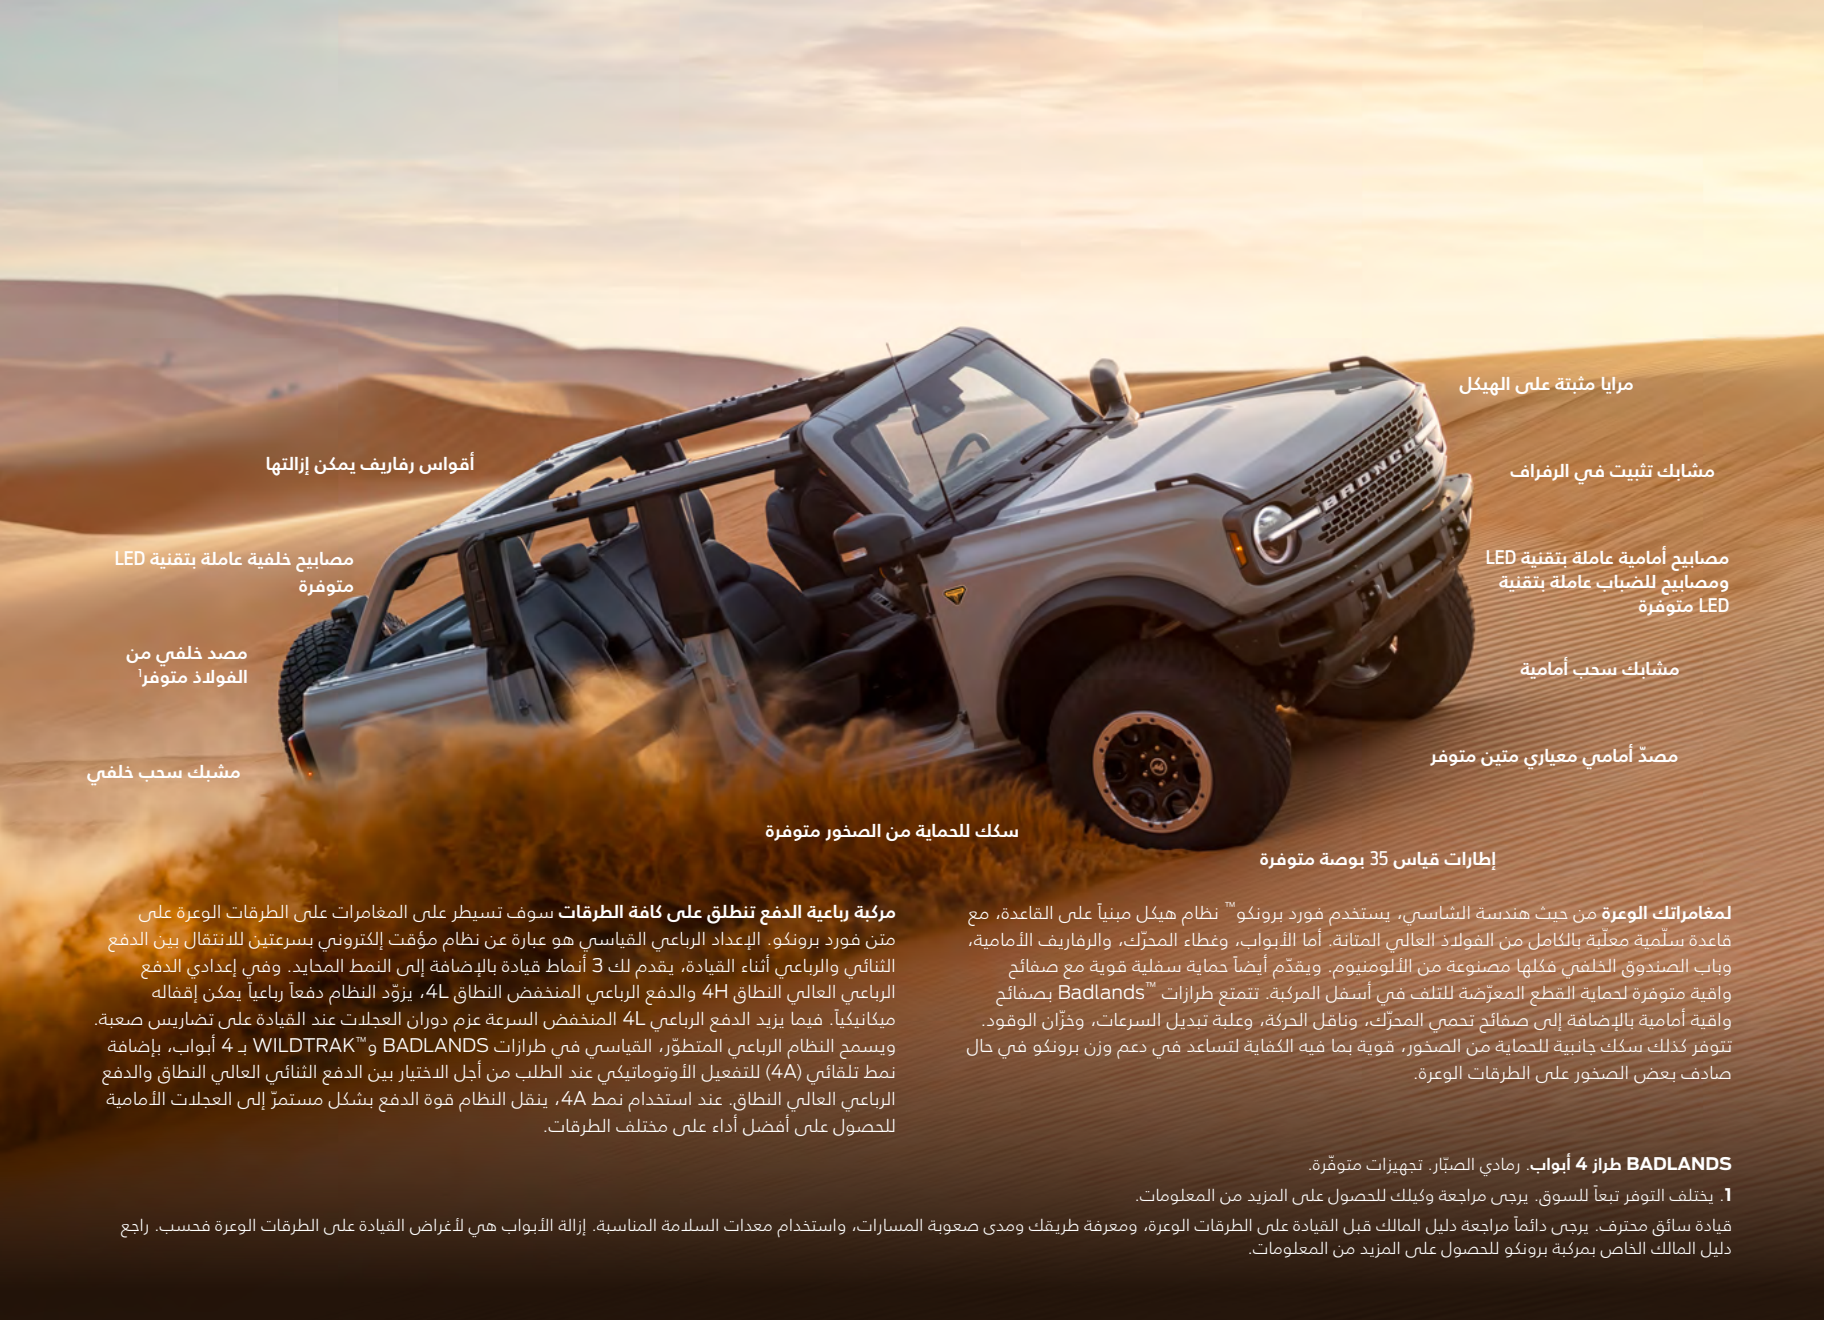 مرايا مثبتة على الهيكل
أقواس رفاريف يمكن إزالتها
مشابك تثبيت في الرفراف
BRONCO
مصابيح خلفية عاملة بتقنية LED
متوفرة
مصابيح أمامية عاملة بتقنية LED
ومصابيح للضباب عاملة بتقنية
LED متوفرة
مصد خلفي من
الفولاذ متوفر1
مشابك سحب أمامية
مصدّ أمامي معياري متين متوفر
مشبك سحب خلفي
سكك للحماية من الصخور متوفرة
إطارات قياس 35 بوصة متوفرة
لمغامراتك الوعرة من حيث هندسة الشاسي، يستخدم فورد برونكو™ نظام هيكل مبنياً على القاعدة، مع
قاعدة سلّمية معلّبة بالكامل من الفولاذ العالي المتانة. أما الأبواب، وغطاء المحرّك، والرفاريف الأمامية،
وباب الصندوق الخلفي فكلها مصنوعة من الألومنيوم. ويقدّم أيضاً حماية سفلية قوية مع صفائح
واقية متوفرة لحماية القطع المعرّضة للتلف في أسفل المركبة. تتمتع طرازات Badlands™ بصفائح
واقية أمامية بالإضافة إلى صفائح تحمي المحرّك، وناقل الحركة، وعلبة تبديل السرعات، وخزّان الوقود.
تتوفر كذلك سكك جانبية للحماية من الصخور، قوية بما فيه الكفاية لتساعد في دعم وزن برونكو في حال
صادف بعض الصخور على الطرقات الوعرة.
مركبة رباعية الدفع تنطلق على كافة الطرقات سوف تسيطر على المغامرات على الطرقات الوعرة على
متن فورد برونكو. الإعداد الرباعي القياسي هو عبارة عن نظام مؤقت إلكتروني بسرعتين للانتقال بين الدفع
الثنائي والرباعي أثناء القيادة، يقدم لك 3 أنماط قيادة بالإضافة إلى النمط المحايد. وفي إعدادي الدفع
الرباعي العالي النطاق 4H والدفع الرباعي المنخفض النطاق 4L، يزوّد النظام دفعاً رباعياً يمكن إقفاله
ميكانيكياً. فيما يزيد الدفع الرباعي 4L المنخفض السرعة عزم دوران العجلات عند القيادة على تضاريس صعبة.
ويسمح النظام الرباعي المتطوّر، القياسي في طرازات BADLANDS و™WILDTRAK بـ 4 أبواب، بإضافة
نمط تلقائي (4A) للتفعيل الأوتوماتيكي عند الطلب من أجل الاختيار بين الدفع الثنائي العالي النطاق والدفع
الرباعي العالي النطاق. عند استخدام نمط 4A، ينقل النظام قوة الدفع بشكل مستمرّ إلى العجلات الأمامية
للحصول على أفضل أداء على مختلف الطرقات.
BADLANDS طراز 4 أبواب. رمادي الصبّار. تجهيزات متوفّرة.
1. يختلف التوفر تبعاً للسوق. يرجى مراجعة وكيلك للحصول على المزيد من المعلومات.
قيادة سائق محترف. يرجى دائماً مراجعة دليل المالك قبل القيادة على الطرقات الوعرة، ومعرفة طريقك ومدى صعوبة المسارات، واستخدام معدات السلامة المناسبة. إزالة الأبواب هي لأغراض القيادة على الطرقات الوعرة فحسب. راجع
دليل المالك الخاص بمركبة برونكو للحصول على المزيد من المعلومات.